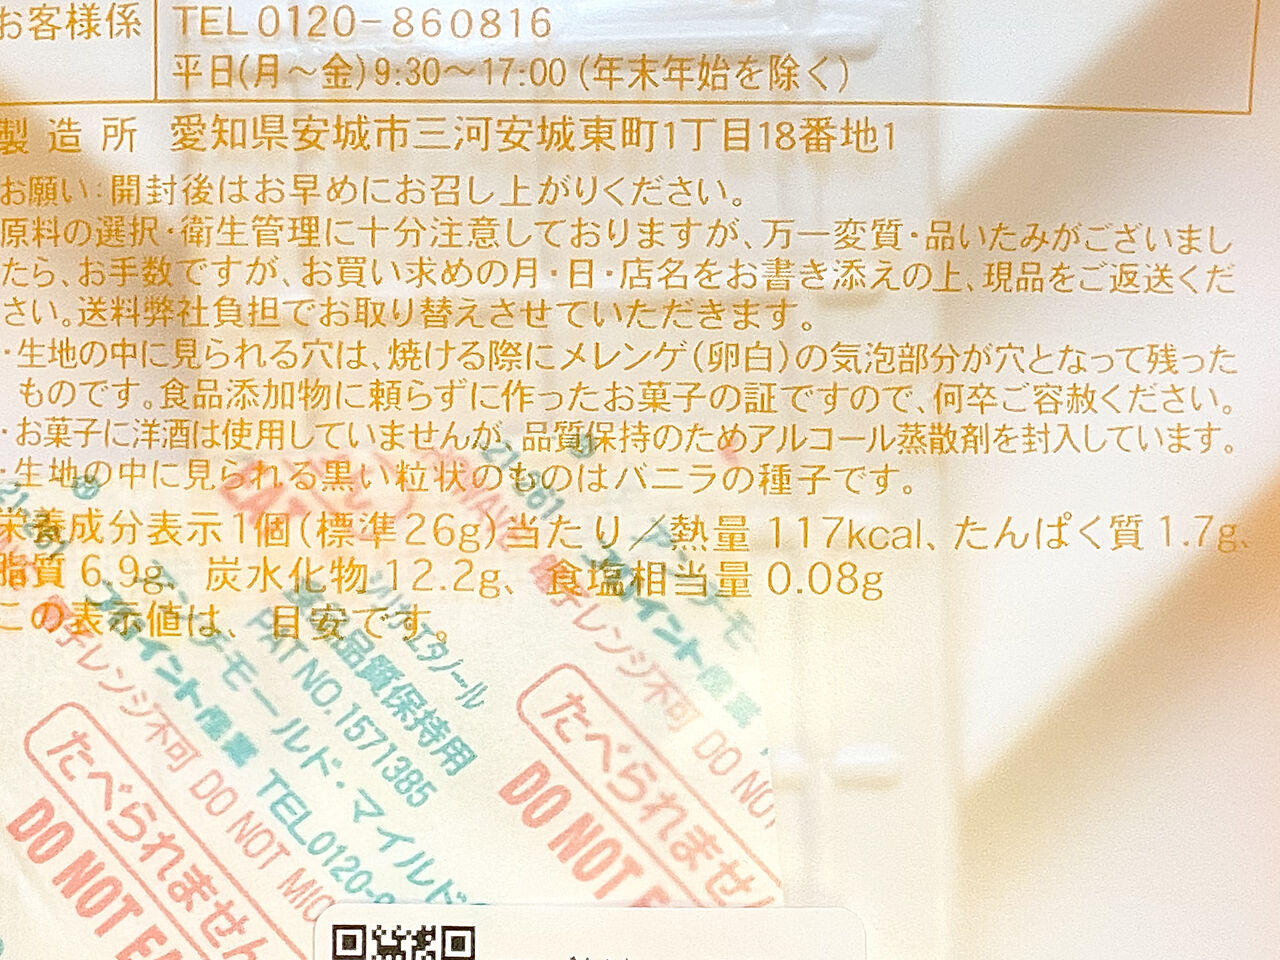 お客様係
TEL0120-860816
平日(月～金)9:30～17:00 (年末年始を除く)
製造所 愛知県安城市三河安城東町1丁目18番地1
お願い:開封後はお早めにお召し上がりください。
原料の選択・衛生管理に十分注意しておりますが、万一変質・品いたみがございまし
たら、お手数ですが、お買い求めの月・日・店名をお書き添えの上、現品をご返送くだ
さい。送料弊社負担でお取り替えさせていただきます。
・生地の中に見られる穴は、焼ける際にメレンゲ(卵白)の気泡部分が穴となって残った
ものです。食品添加物に頼らずに作ったお菓子の証ですので、何卒ご容赦ください。
・お菓子に洋酒は使用していませんが、品質保持のためアルコール蒸散剤を封入しています。
・生地の中に見られる黒い粒状のものはバニラの種子です。
栄養成分表示1個(標準26g)当たり／熱量 117kcal、たんぱく質 1.7g、
脂質 6.9g、炭水化物 12.2g、食塩相当量 0.08g
この表示値は、目安です。
品質保持用
PAT NO.1571385
アンチモールド・マイルド
TEL0120-
電子レンジ不可 DO NOT MIC
たべられません
DO NOT EA
電子レンジ不可 DO NOT
たべられません
DO NOT E